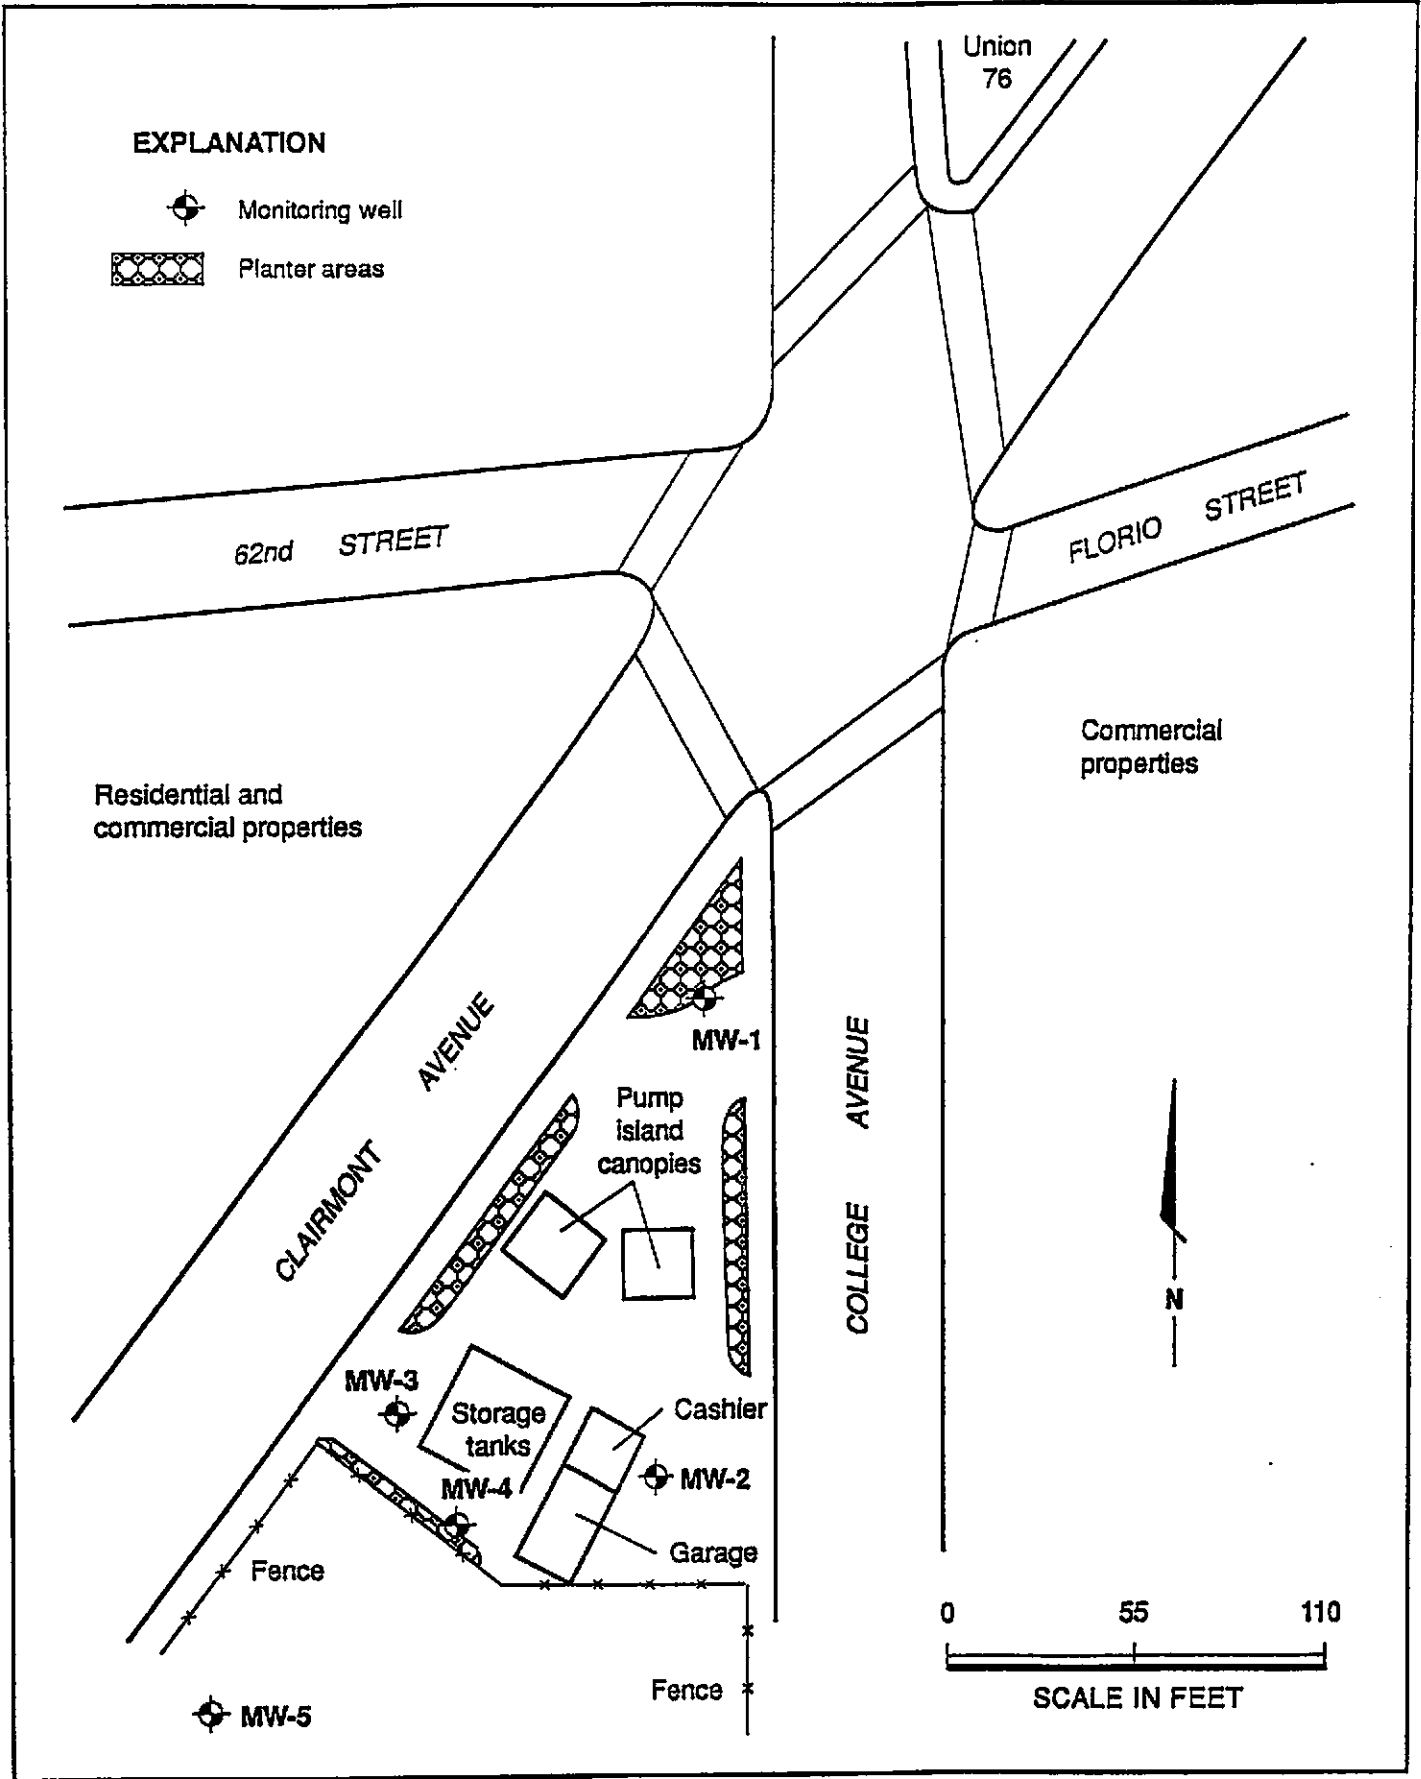 Union
76
EXPLANATION
Monitoring well
Planter areas
62nd STREET
FLORIO STREET
Commercial
properties
Residential and
commercial properties
MW-1
CLAIRMONT AVENUE
COLLEGE AVENUE
Pump
island
canopies
N
MW-3
Storage
tanks
Cashier
MW-4
MW-2
Garage
Fence
0 55 110
SCALE IN FEET
Fence
MW-5